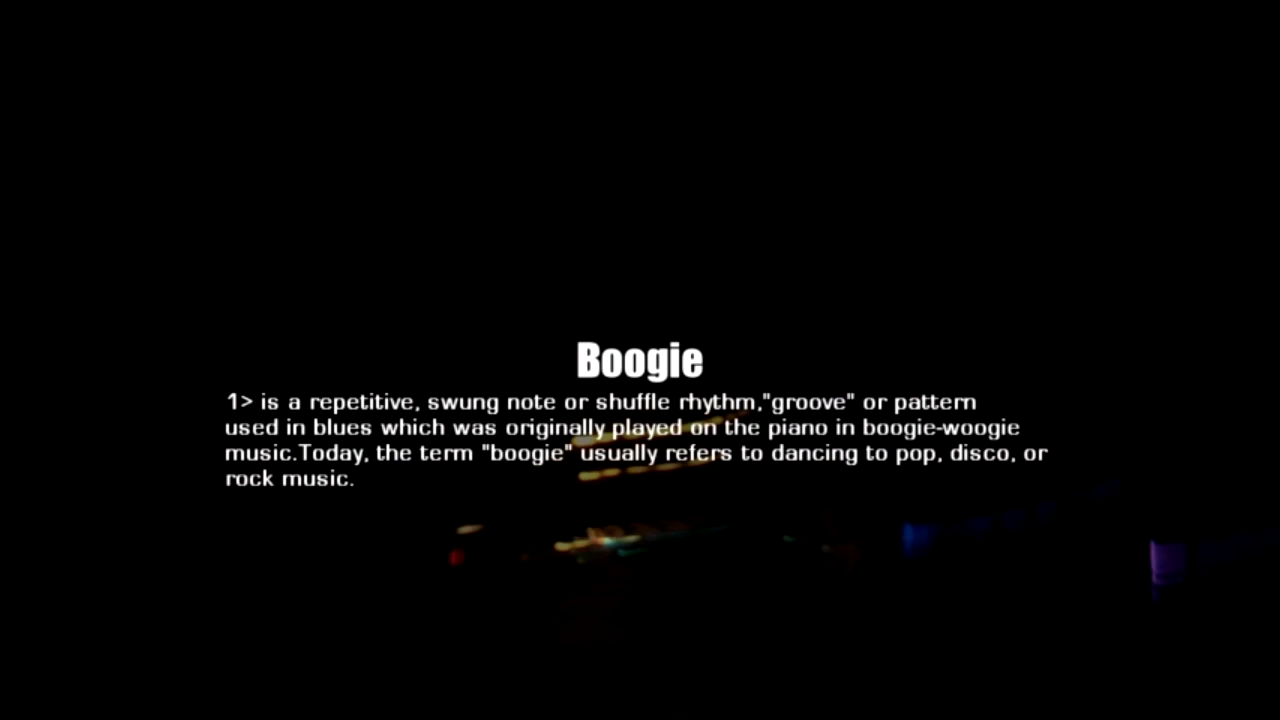 Boogie
1> is a repetitive, swung note or shuffle rhythm,"groove" or pattern
used in blues which was originally played on the piano in boogie-woogie
music.Today, the term "boogie" usually refers to dancing to pop, disco, or
rock music.